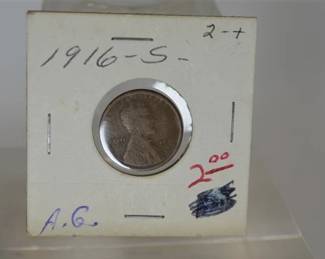 2-+
1916-S-
2.00
A.G.